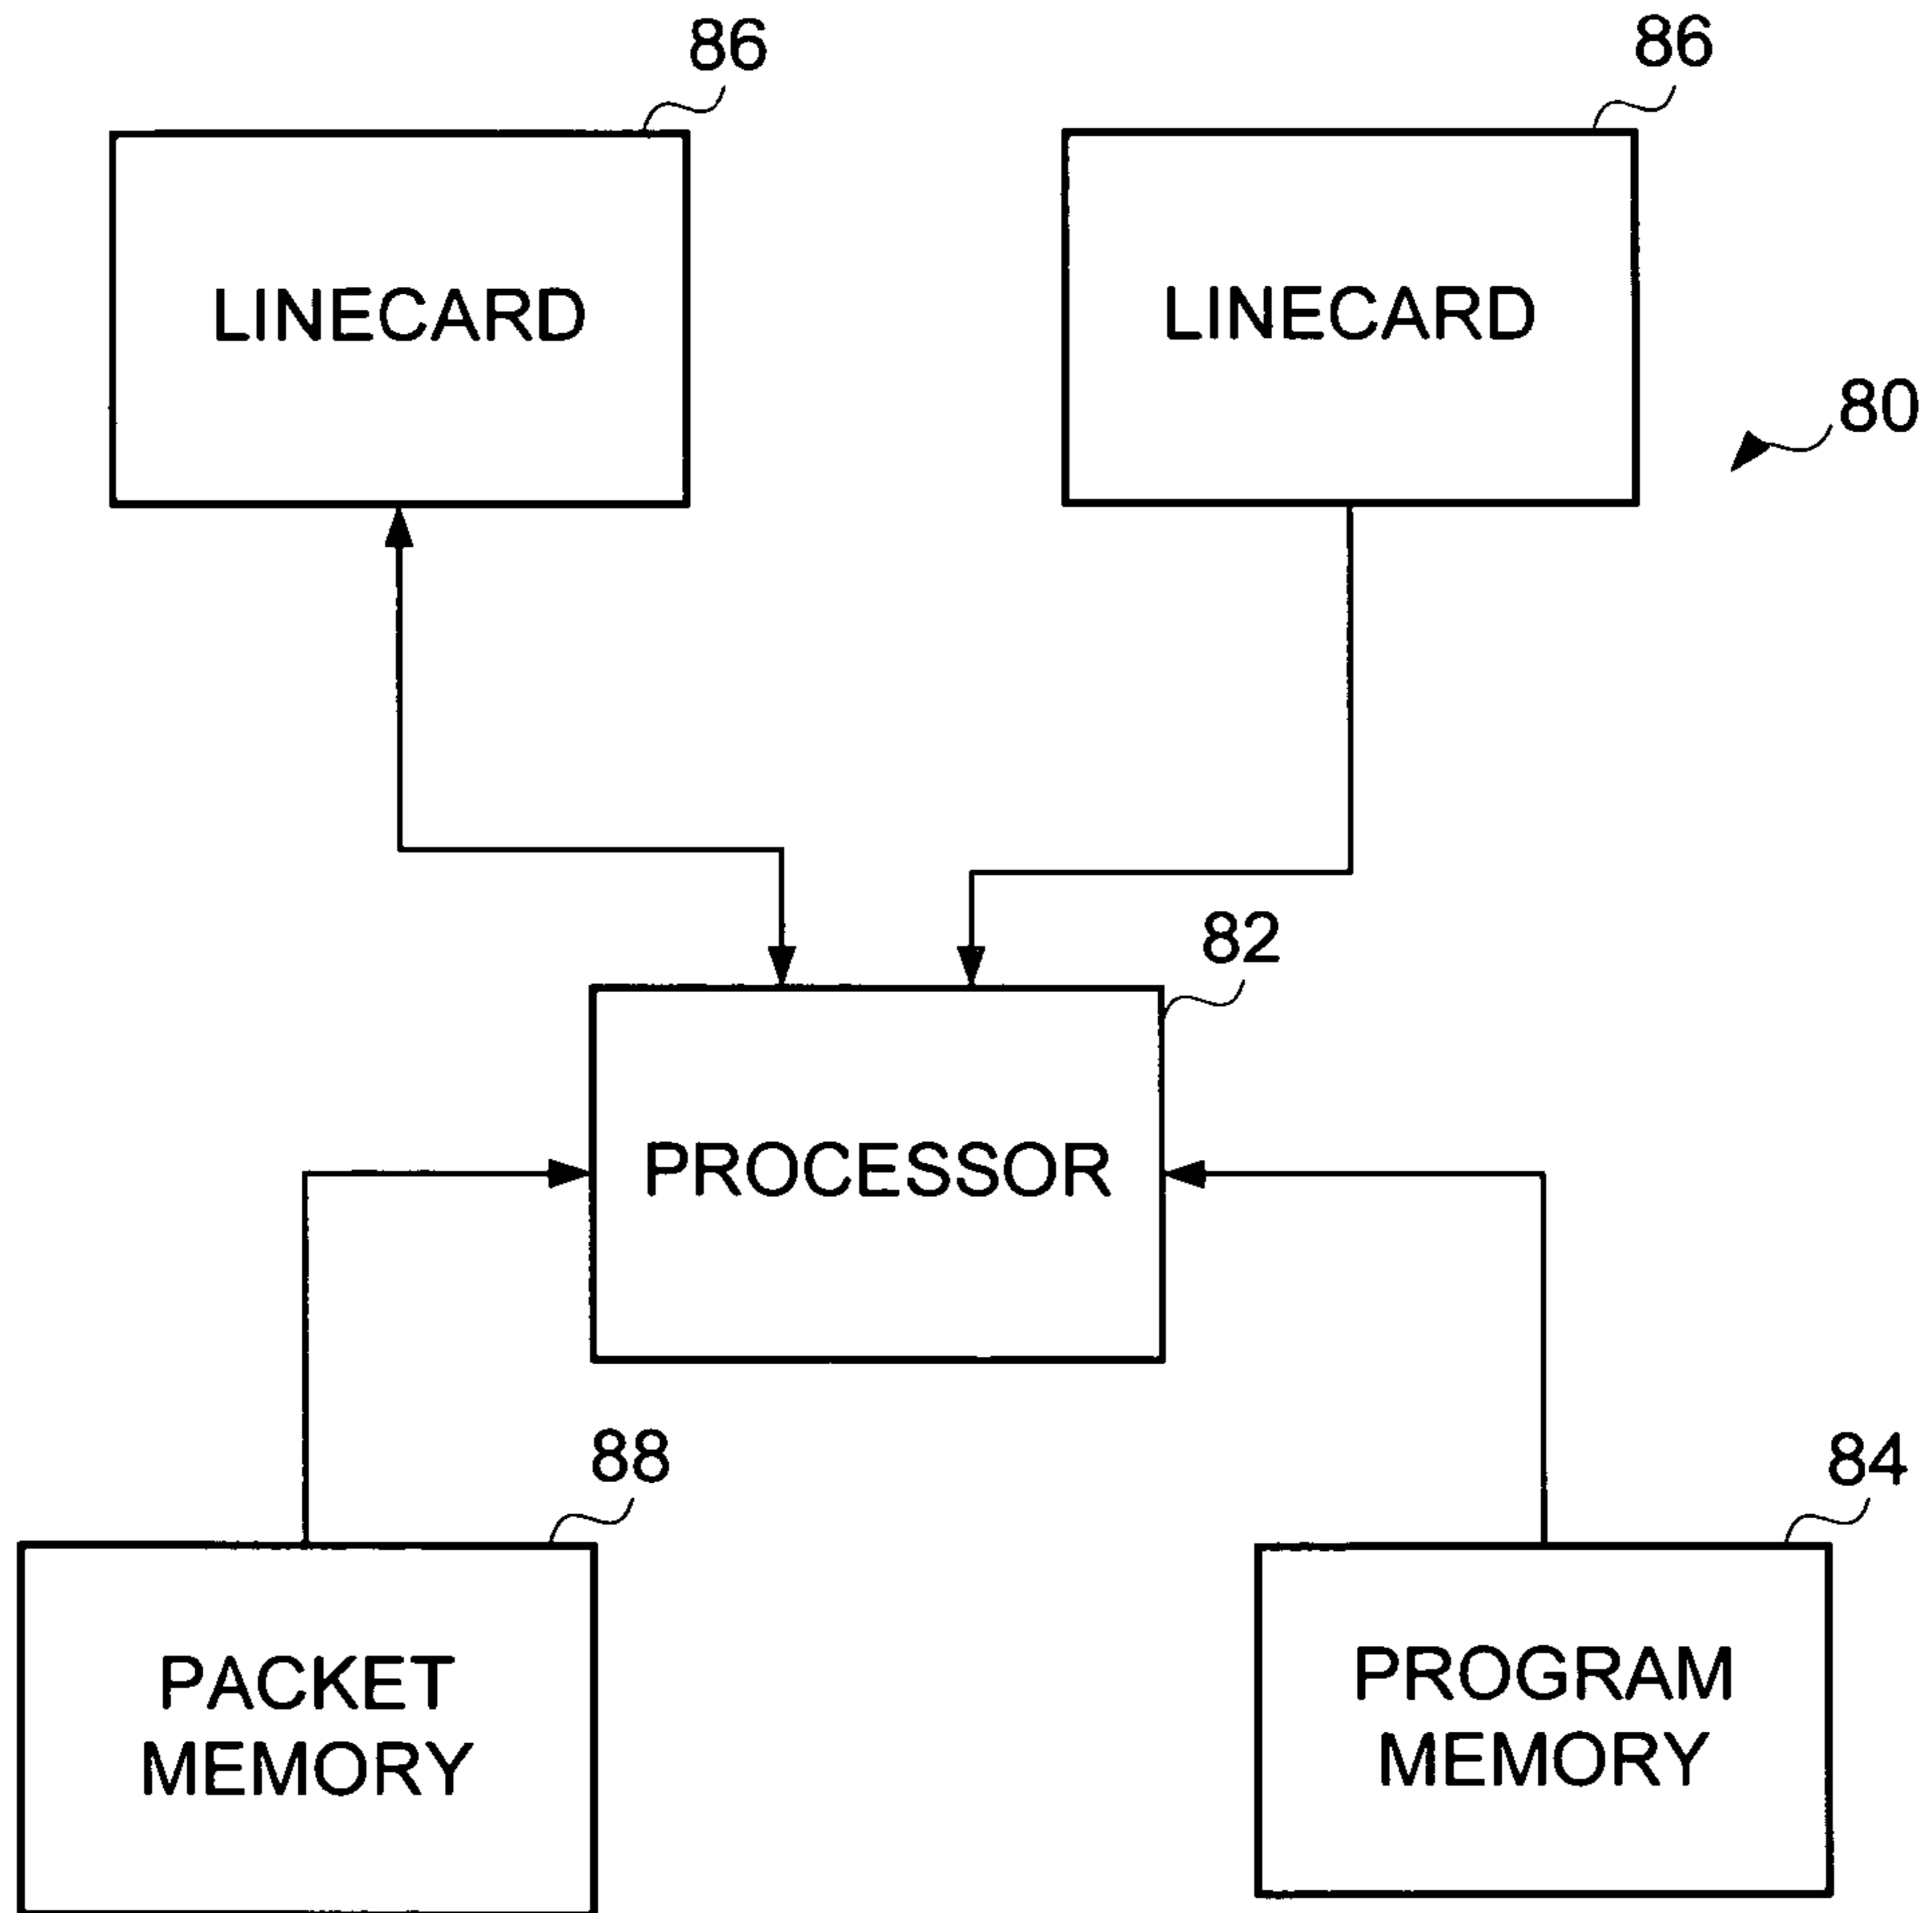 86
86
LINECARD
LINECARD
80
82
PROCESSOR
88
84
PACKET
MEMORY
PROGRAM
MEMORY